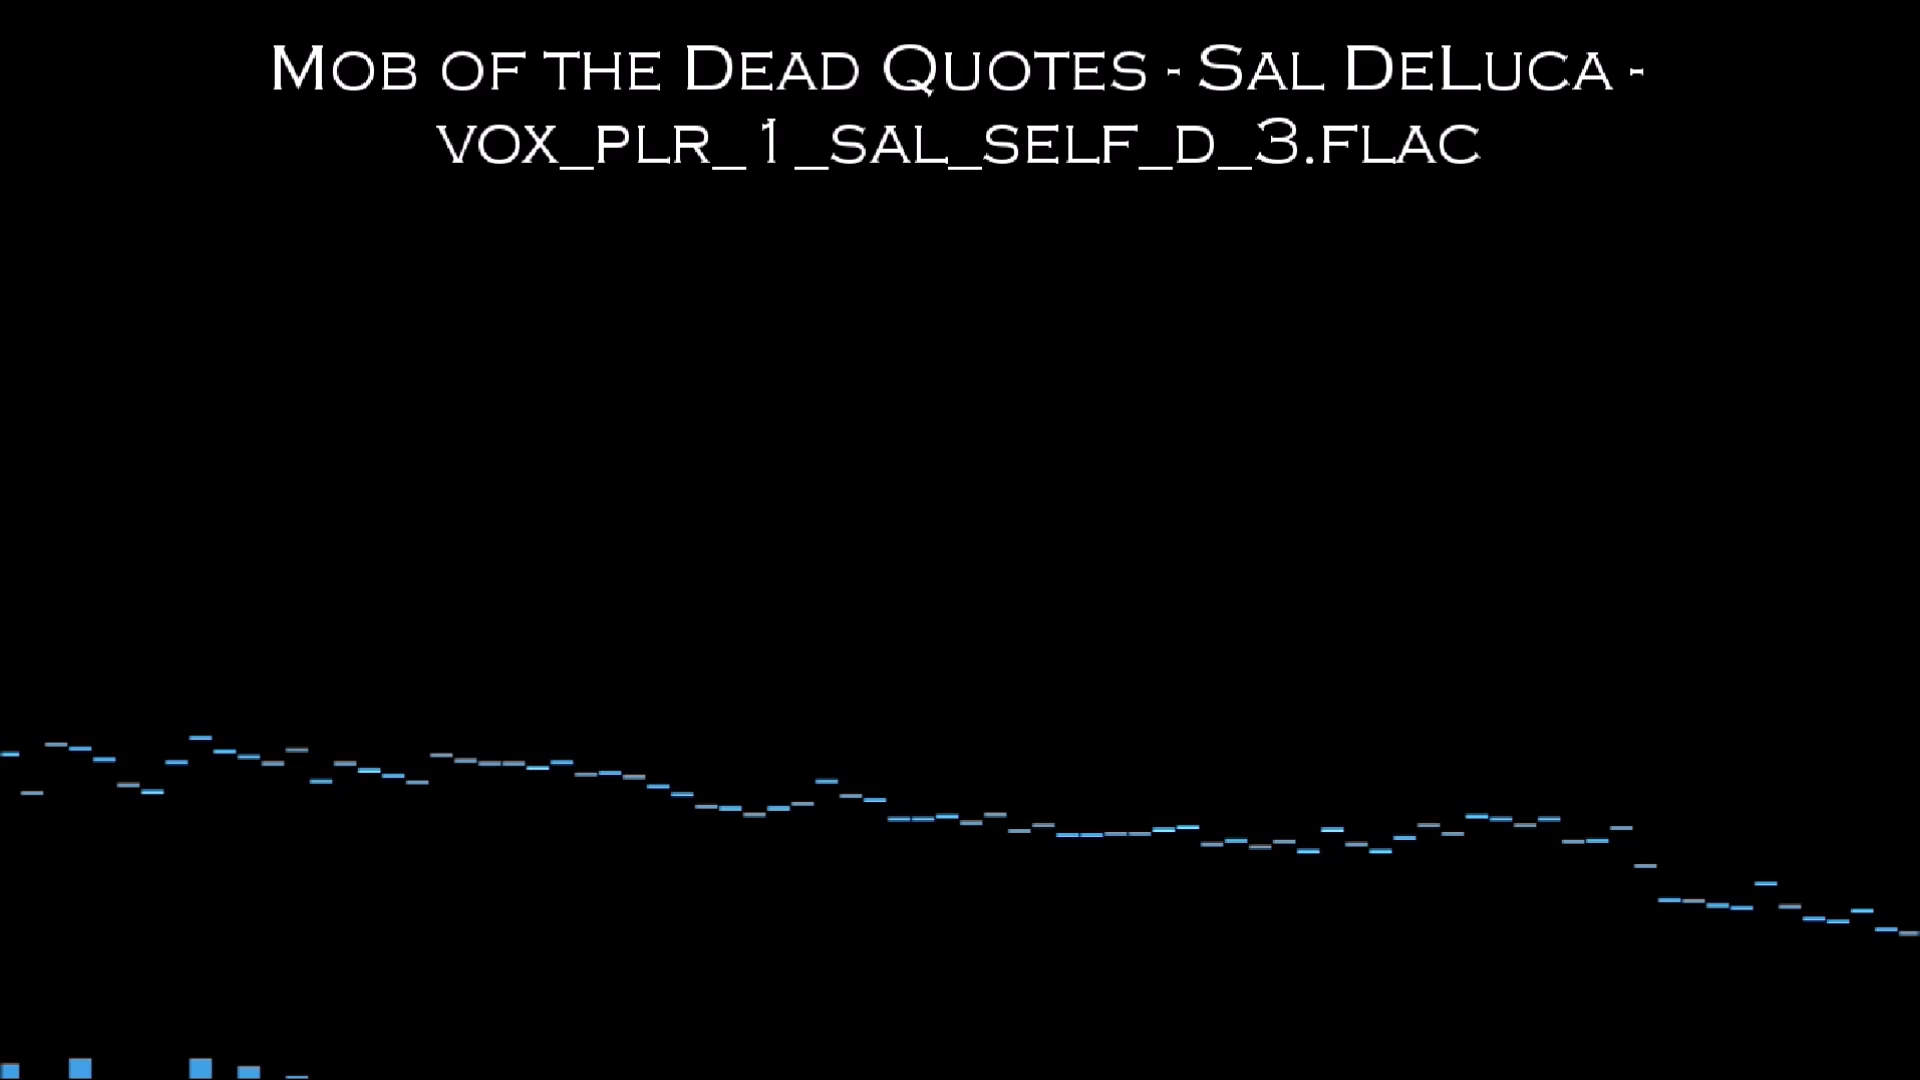 Mob of the Dead Quotes - Sal DeLuca -
vox_plr_1_sal_self_d_3.flac